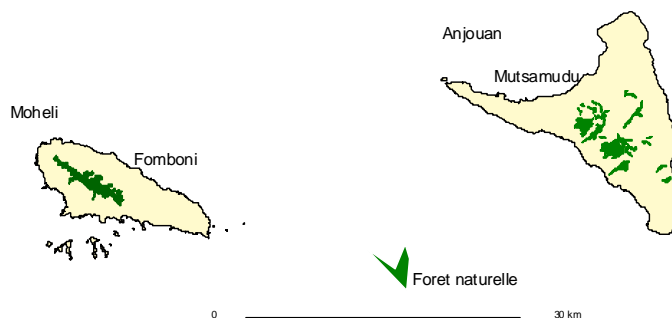 Anjouan
Mutsamudu
Moheli
Fomboni
Foret naturelle
0 30 km